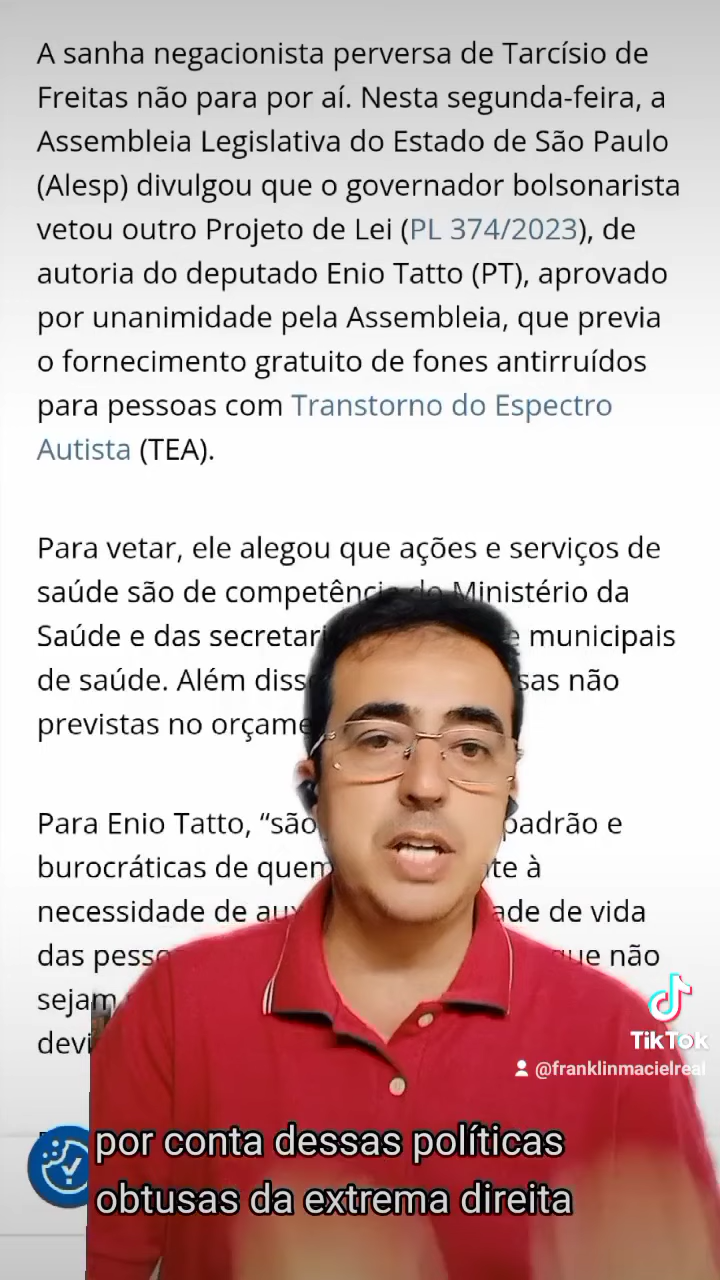 A sanha negacionista perversa de Tarcísio de
Freitas não para por aí. Nesta segunda-feira, a
Assembleia Legislativa do Estado de São Paulo
(Alesp) divulgou que o governador bolsonarista
vetou outro Projeto de Lei (PL 374/2023), de
autoria do deputado Enio Tatto (PT), aprovado
por unanimidade pela Assembleia, que previa
o fornecimento gratuito de fones antirruídos
para pessoas com Transtorno do Espectro
Autista (TEA).
Para vetar, ele alegou que ações e serviços de
saúde são de competência do Ministério da
Saúde e das secretari e municipais
de saúde. Além diss sas não
previstas no orçame
Para Enio Tatto, “são padrão e
burocráticas de quem te à
necessidade de aux ade de vida
das pesso que não
sejam
devi
TikTok
@franklinmacielreal
por conta dessas políticas
obtusas da extrema direita